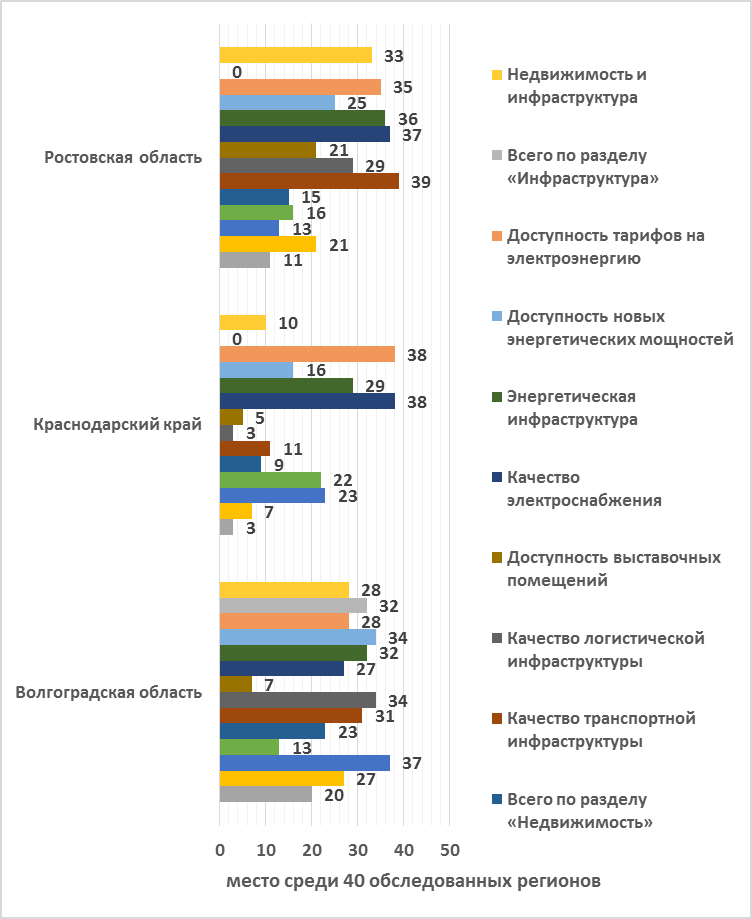 33
0
35
25
36
37
21
29
39
15
16
13
21
11
Ростовская область
10
0
38
16
29
38
5
3
11
9
22
23
7
3
Краснодарский край
28
32
28
34
32
27
7
34
31
23
13
37
27
20
Волгоградская область
0 10 20 30 40 50
место среди 40 обследованных регионов
Недвижимость и
инфраструктура
Всего по разделу
«Инфраструктура»
Доступность тарифов на
электроэнергию
Доступность новых
энергетических мощностей
Энергетическая
инфраструктура
Качество
электроснабжения
Доступность выставочных
помещений
Качество логистической
инфраструктуры
Качество транспортной
инфраструктуры
Всего по разделу
«Недвижимость»